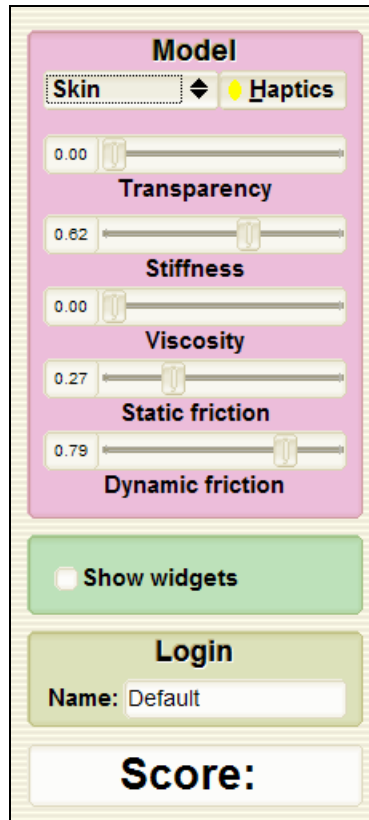 Model
Skin Haptics
0.00
Transparency
0.62
Stiffness
0.00
Viscosity
0.27
Static friction
0.79
Dynamic friction
Show widgets
Login
Name: Default
Score: